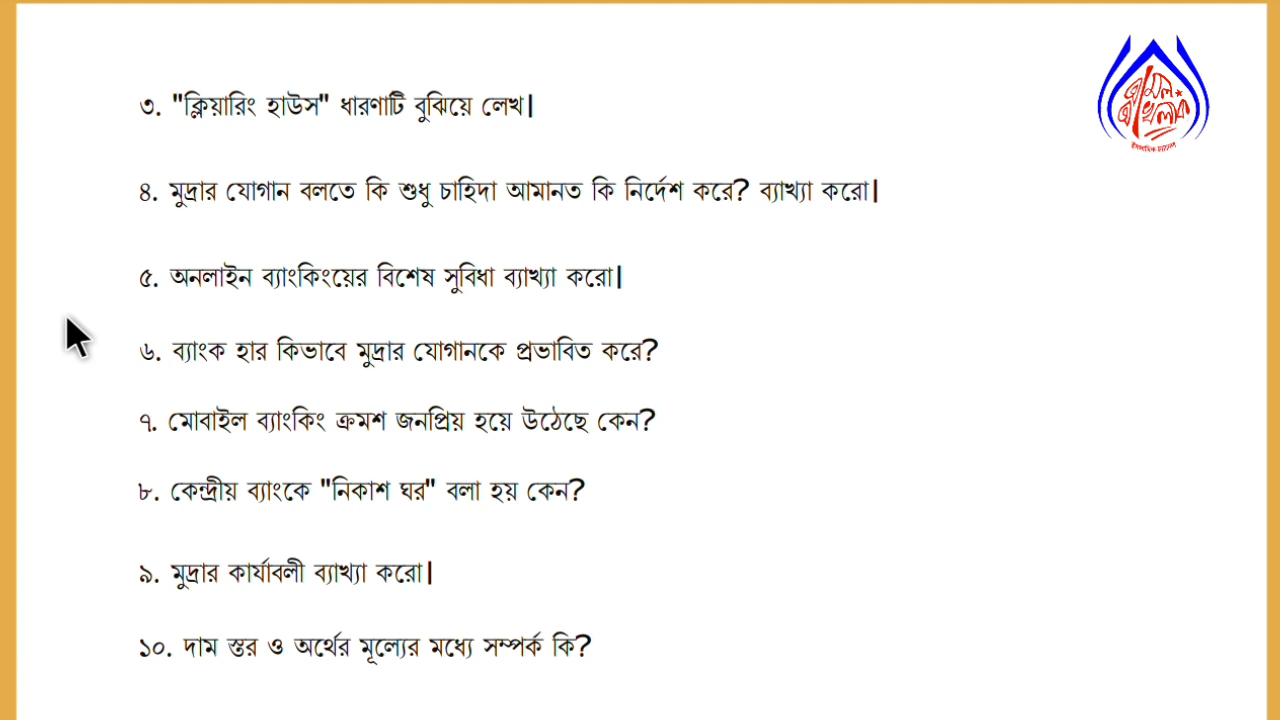 ৩. "ক্লিয়ারিং হাউস" ধারণাটি বুঝিয়ে লেখ|
৪. মুদ্রার যোগান বলতে কি শুধু চাহিদা আমানত কি নির্দেশ করে? ব্যাখ্যা করো|
৫. অনলাইন ব্যাংকিংয়ের বিশেষ সুবিধা ব্যাখ্যা করো|
৬. ব্যাংক হার কিভাবে মুদ্রার যোগানকে প্রভাবিত করে?
৭. মোবাইল ব্যাংকিং ক্রমশ জনপ্রিয় হয়ে উঠেছে কেন?
৮. কেন্দ্রীয় ব্যাংকে "নিকাশ ঘর" বলা হয় কেন?
৯. মুদ্রার কার্যাবলী ব্যাখ্যা করো|
১০. দাম স্তর ও অর্থের মূল্যের মধ্যে সম্পর্ক কি?